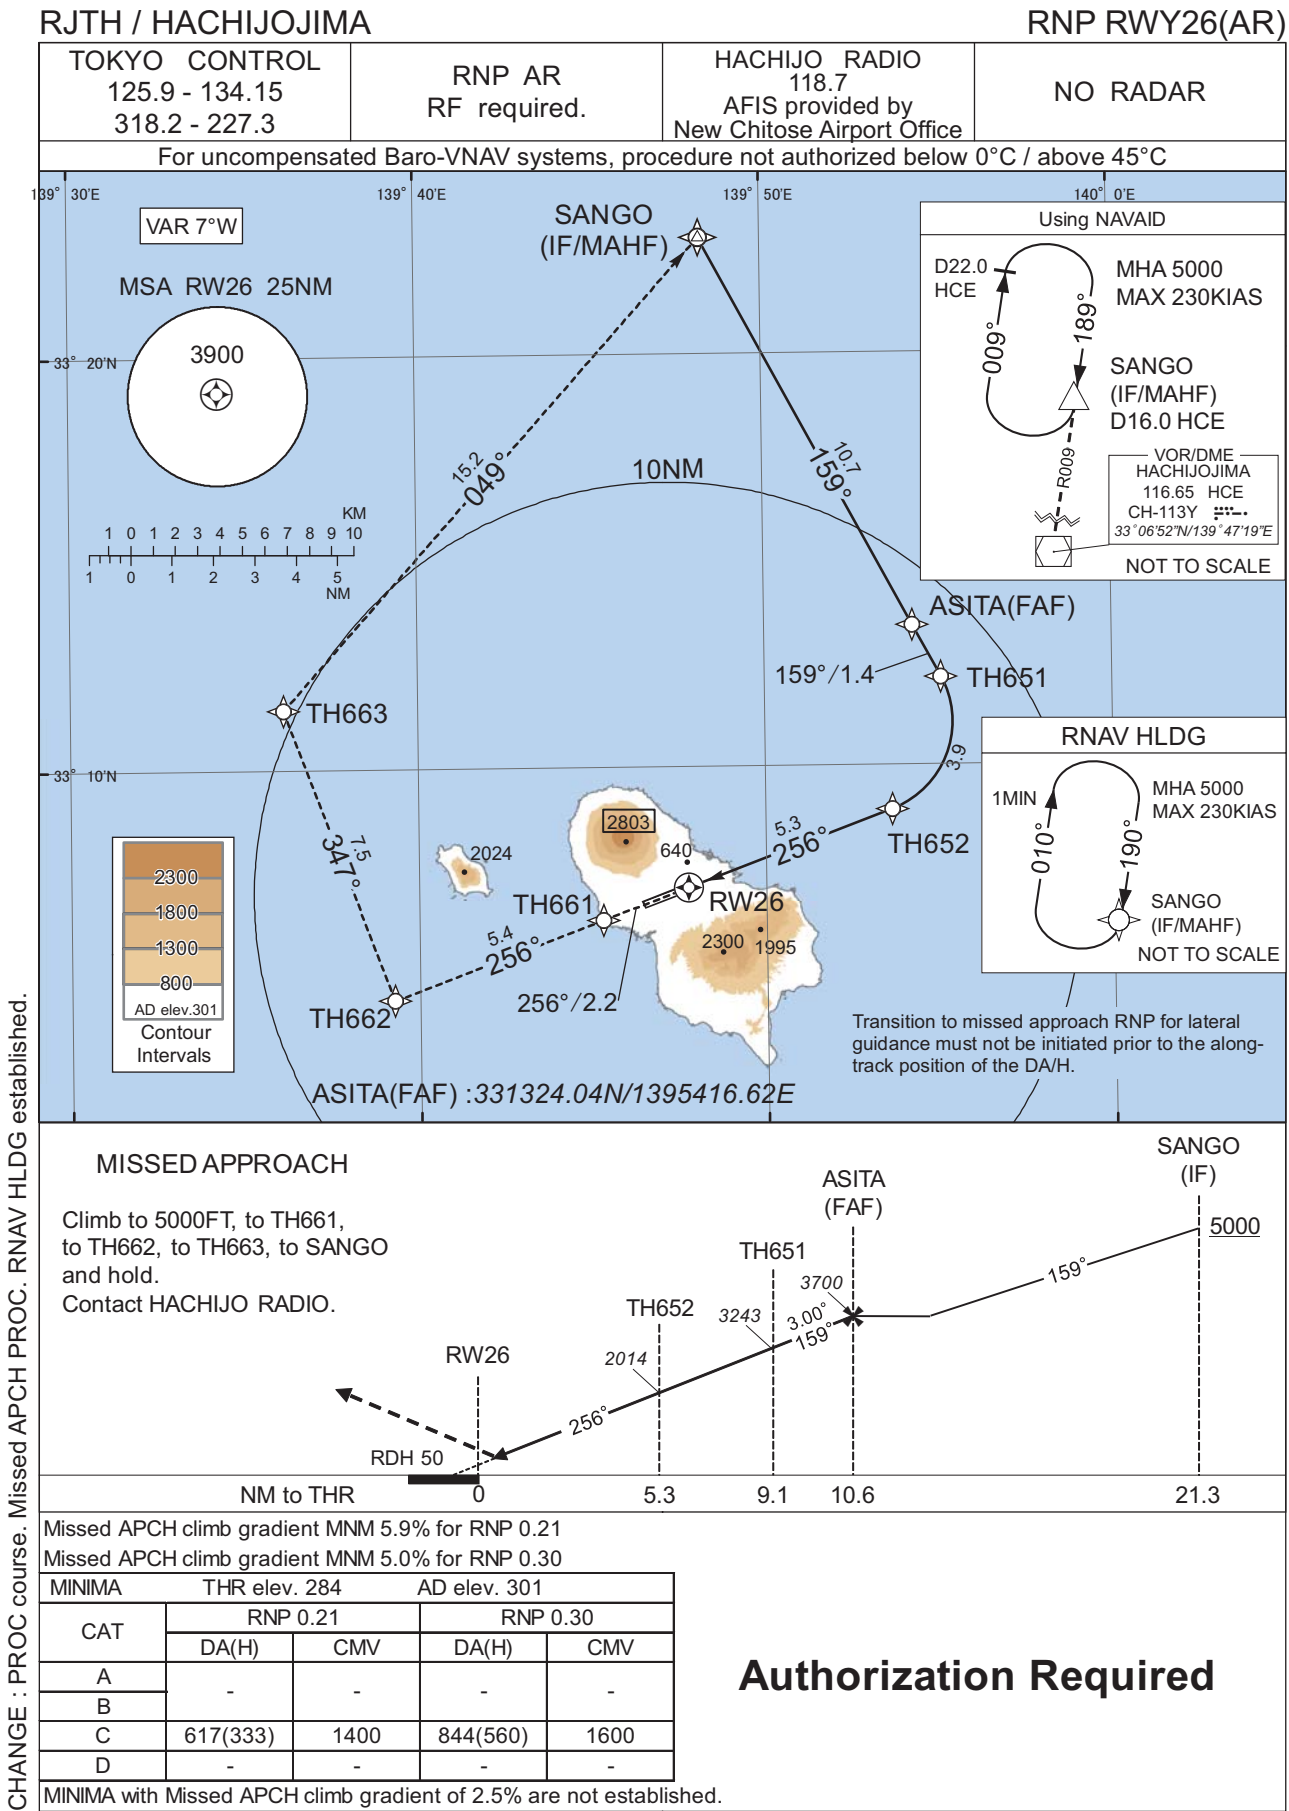 RJTH / HACHIJOJIMA
RNP RWY26(AR)
TOKYO CONTROL
125.9 - 134.15
318.2 - 227.3
RNP AR
RF required.
HACHIJO RADIO
118.7
AFIS provided by
New Chitose Airport Office
NO RADAR
For uncompensated Baro-VNAV systems, procedure not authorized below 0°C / above 45°C
139° 30'E
139° 40'E
139° 50'E
140° 0'E
VAR 7°W
MSA RW26 25NM
3900
33° 20'N
KM
1 0 1 2 3 4 5 6 7 8 9 10
1 0 1 2 3 4 5
NM
SANGO
(IF/MAHF)
15.2
049°
10NM
10.7
159°
Using NAVAID
D22.0
HCE
009°
189°
MHA 5000
MAX 230KIAS
SANGO
(IF/MAHF)
D16.0 HCE
R009
VOR/DME
HACHIJOJIMA
116.65 HCE
CH-113Y
33°06'52"N/139°47'19"E
NOT TO SCALE
ASITA(FAF)
159°/1.4
TH651
TH663
3.9
33° 10'N
RNAV HLDG
1MIN
010°
190°
MHA 5000
MAX 230KIAS
SANGO
(IF/MAHF)
NOT TO SCALE
7.5
347°
2803
640
2024
5.3
256°
TH652
TH661
RW26
2300
1995
5.4
256°
256°/2.2
TH662
2300
1800
1300
800
AD elev.301
Contour
Intervals
Transition to missed approach RNP for lateral
guidance must not be initiated prior to the along-
track position of the DA/H.
ASITA(FAF) :331324.04N/1395416.62E
MISSED APPROACH
Climb to 5000FT, to TH661,
to TH662, to TH663, to SANGO
and hold.
Contact HACHIJO RADIO.
SANGO
(IF)
5000
159°
ASITA
(FAF)
3700
TH651
3243
3.00°
159°
TH652
2014
RW26
256°
RDH 50
NM to THR
0 5.3 9.1 10.6 21.3
Missed APCH climb gradient MNM 5.9% for RNP 0.21
Missed APCH climb gradient MNM 5.0% for RNP 0.30
MINIMA THR elev. 284 AD elev. 301
CAT RNP 0.21 RNP 0.30
DA(H) CMV DA(H) CMV
A
- - - -
B
C 617(333) 1400 844(560) 1600
D - - - -
MINIMA with Missed APCH climb gradient of 2.5% are not established.
Authorization Required
CHANGE : PROC course. Missed APCH PROC. RNAV HLDG established.